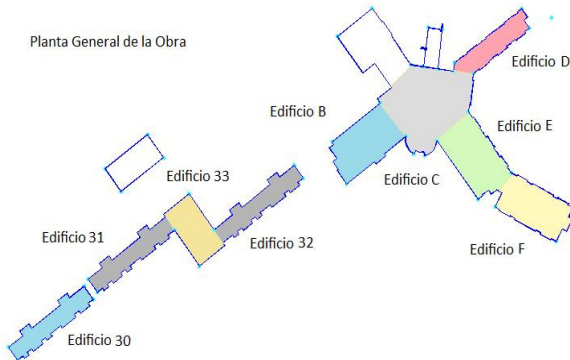 Planta General de la Obra
Edificio D
Edificio B
Edificio E
Edificio C
Edificio 33
Edificio 31
Edificio 32
Edificio F
Edificio 30